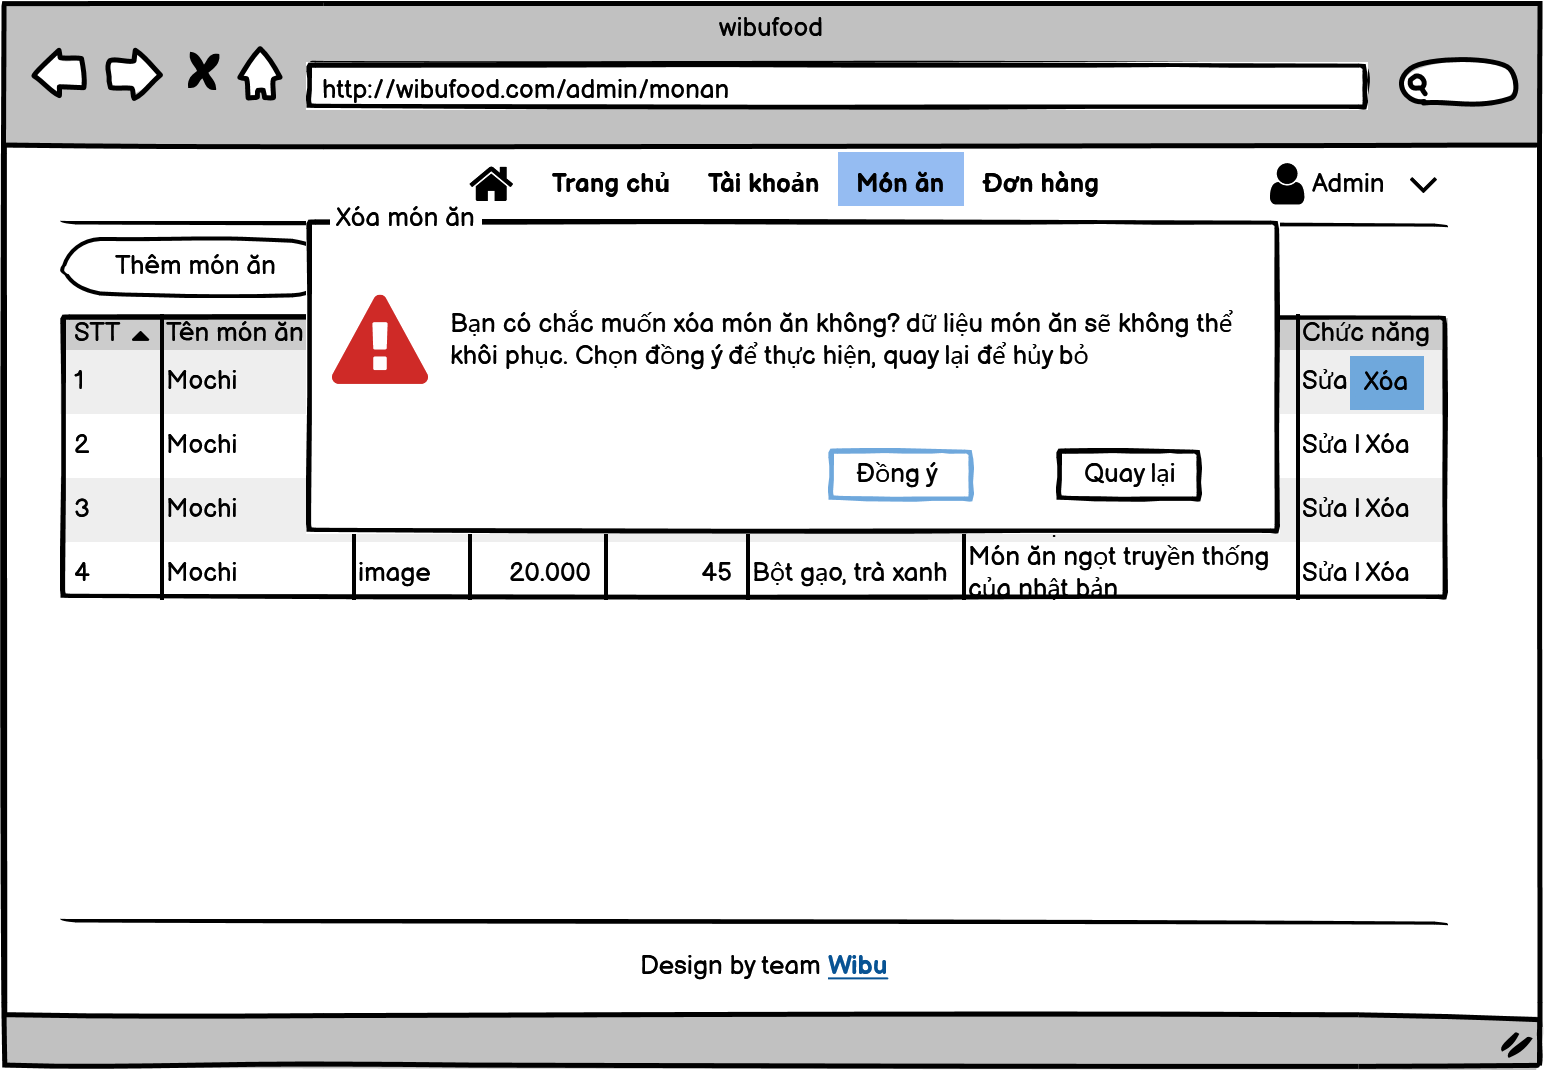 wibufood
http://wibufood.com/admin/monan
Trang chủ Tài khoản Món ăn Đơn hàng Admin
Xóa món ăn
Thêm món ăn
Bạn có chắc muốn xóa món ăn không? dữ liệu món ăn sẽ không thể
khôi phục. Chọn đồng ý để thực hiện, quay lại để hủy bỏ
Đồng ý Quay lại
STT Tên món ăn Chức năng
1 Mochi Sửa Xóa
2 Mochi Sửa | Xóa
3 Mochi Sửa | Xóa
4 Mochi image 20.000 45 Bột gạo, trà xanh Món ăn ngọt truyền thống
của nhật bản Sửa | Xóa
Design by team Wibu